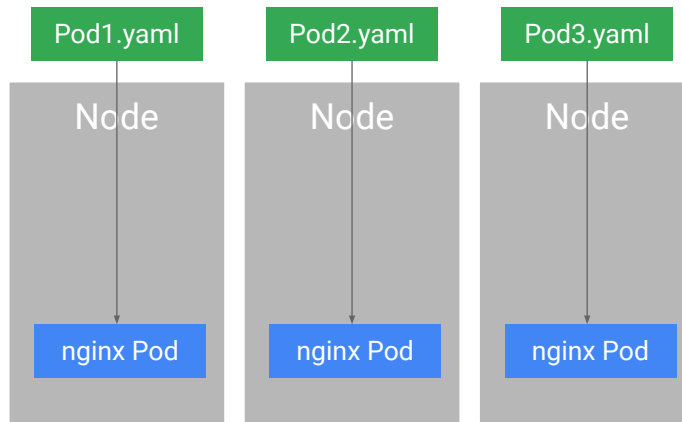 Pod1.yaml
Pod2.yaml
Pod3.yaml
Node
Node
Node
nginx Pod
nginx Pod
nginx Pod